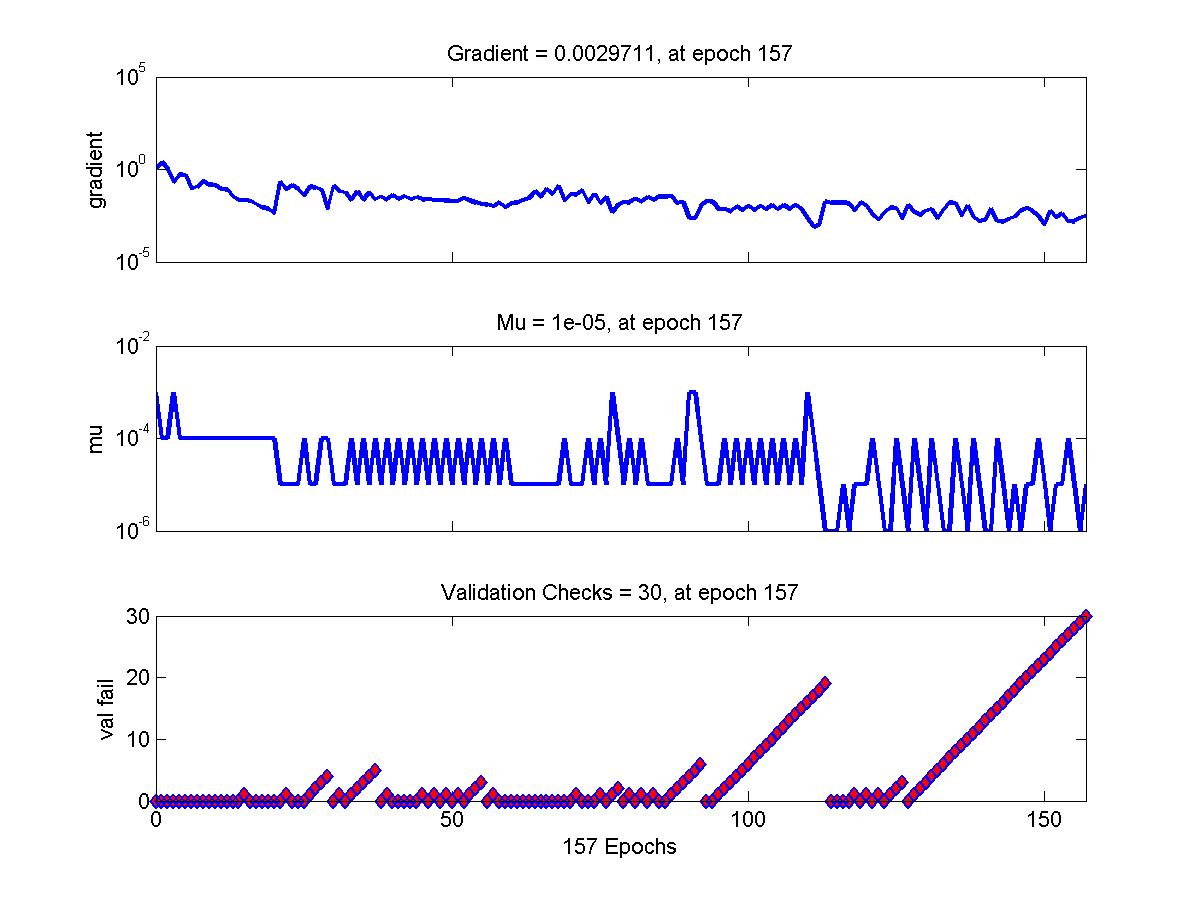 Gradient = 0.0029711, at epoch 157
10^5
10^0
10^-5
gradient
Mu = 1e-05, at epoch 157
10^-2
10^-4
10^-6
mu
Validation Checks = 30, at epoch 157
30
20
10
0
val fail
0 50 100 150
157 Epochs